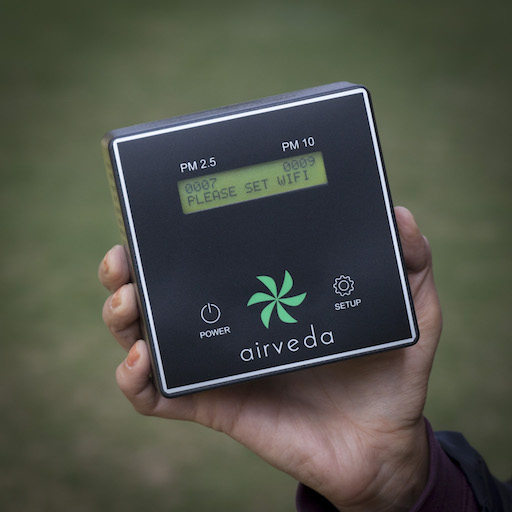 PM 2.5 PM 10
0007 0009
PLEASE SET WIFI
POWER SETUP
airveda